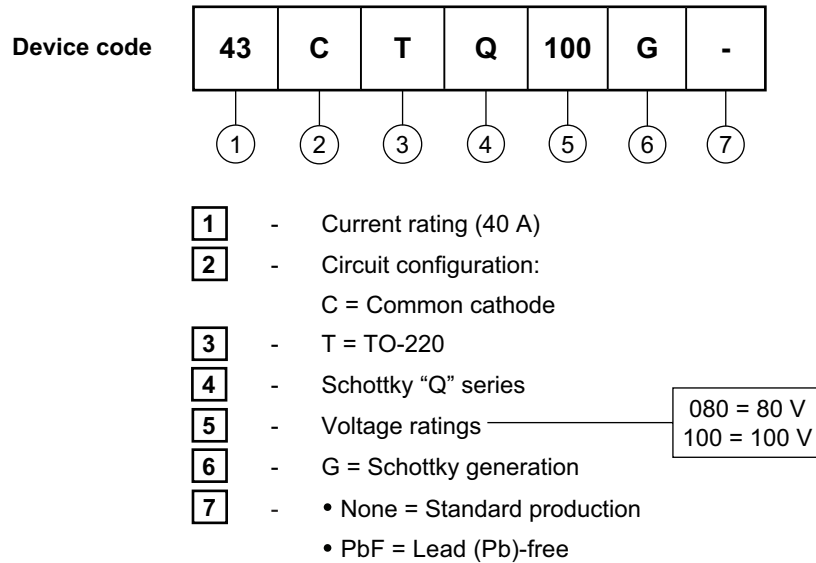 Device code 43 C T Q 100 G -
1 2 3 4 5 6 7
1 - Current rating (40 A)
2 - Circuit configuration:
C = Common cathode
3 - T = TO-220
4 - Schottky “Q” series
5 - Voltage ratings
080 = 80 V
100 = 100 V
6 - G = Schottky generation
7 - • None = Standard production
• PbF = Lead (Pb)-free